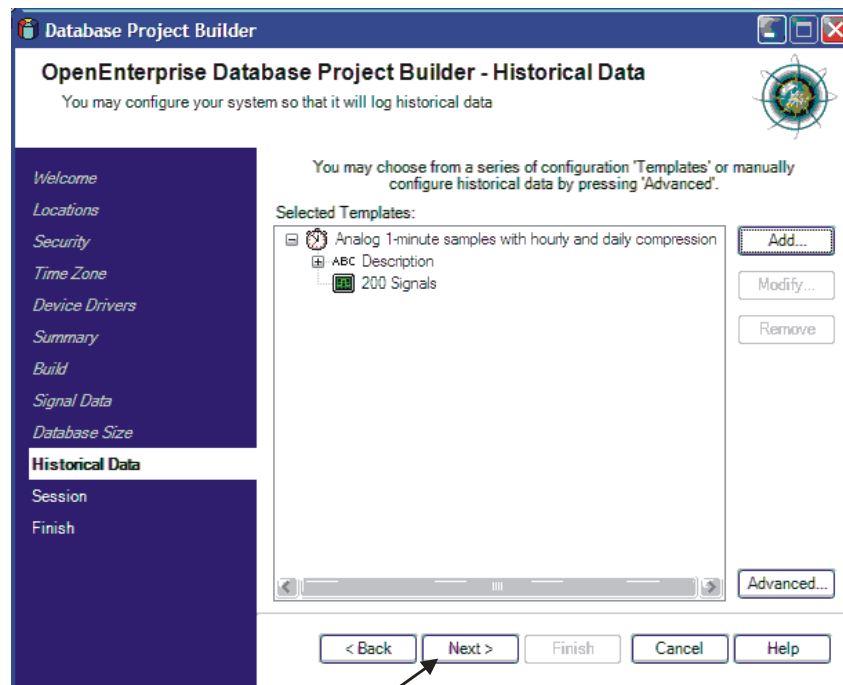 Database Project Builder
OpenEnterprise Database Project Builder - Historical Data
You may configure your system so that it will log historical data
Welcome
Locations
Security
Time Zone
Device Drivers
Summary
Build
Signal Data
Database Size
Historical Data
Session
Finish
You may choose from a series of configuration 'Templates' or manually
configure historical data by pressing 'Advanced'.
Selected Templates:
Analog 1-minute samples with hourly and daily compression
ABC Description
200 Signals
Add...
Modify...
Remove
Advanced...
< Back
Next >
Finish
Cancel
Help